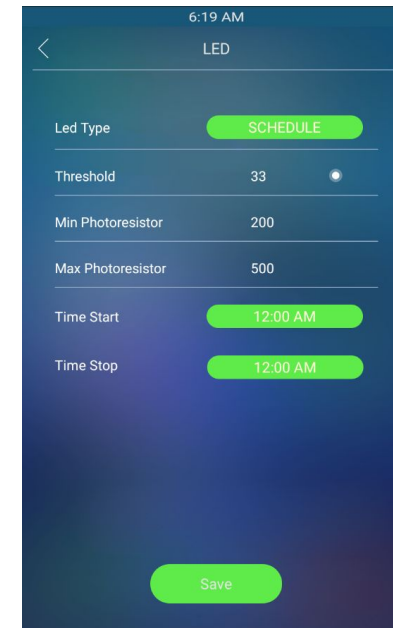 6:19 AM
LED
Led Type SCHEDULE
Threshold 33
Min Photoresistor 200
Max Photoresistor 500
Time Start 12:00 AM
Time Stop 12:00 AM
Save